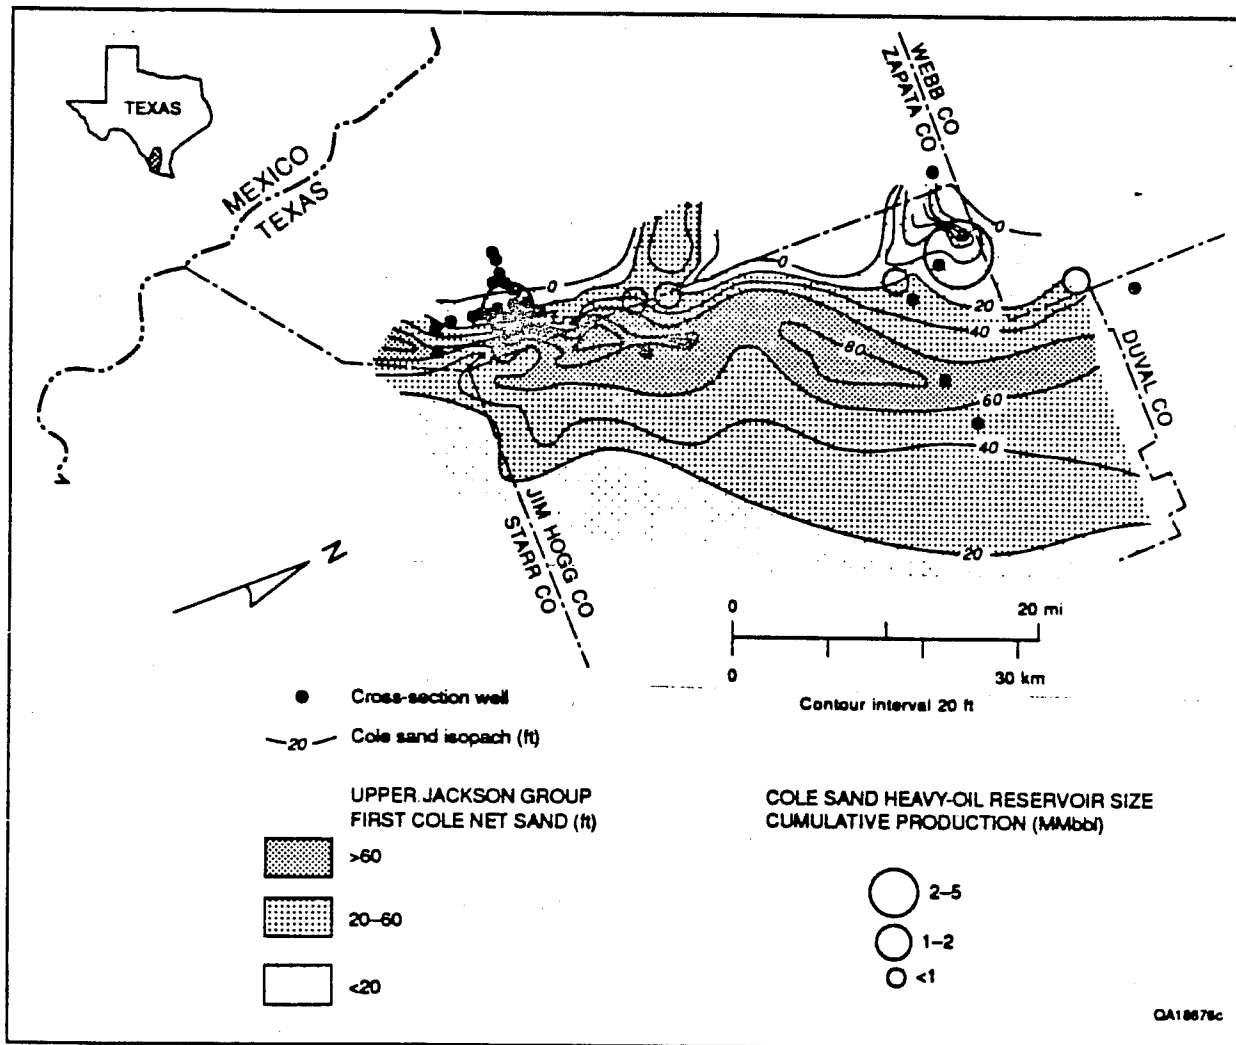 TEXAS
MEXICO
TEXAS
WEBB CO
ZAPATA CO
0
0
0
0
20
40
80
60
40
20
DUVAL CO
JIM HOGG CO
STARR CO
N
0 20 mi
0 30 km
Contour interval 20 ft
Cross-section well
20 Cole sand isopach (ft)
UPPER JACKSON GROUP
FIRST COLE NET SAND (ft)
>60
20–60
<20
COLE SAND HEAVY-OIL RESERVOIR SIZE
CUMULATIVE PRODUCTION (MMbbl)
2–5
1–2
<1